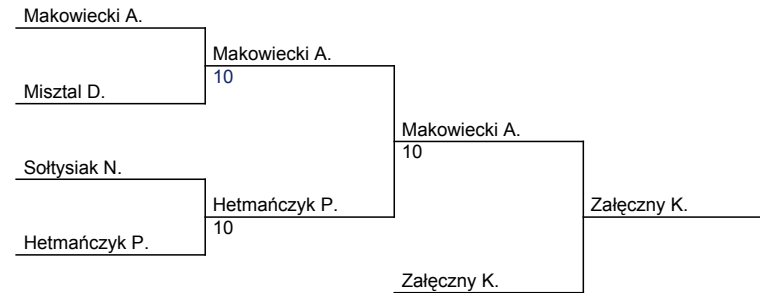 Makowiecki A.
Makowiecki A.
10
Misztal D.
Makowiecki A.
10
Sołtysiak N.
Hetmańczyk P.
Załęczny K.
10
Hetmańczyk P.
Załęczny K.